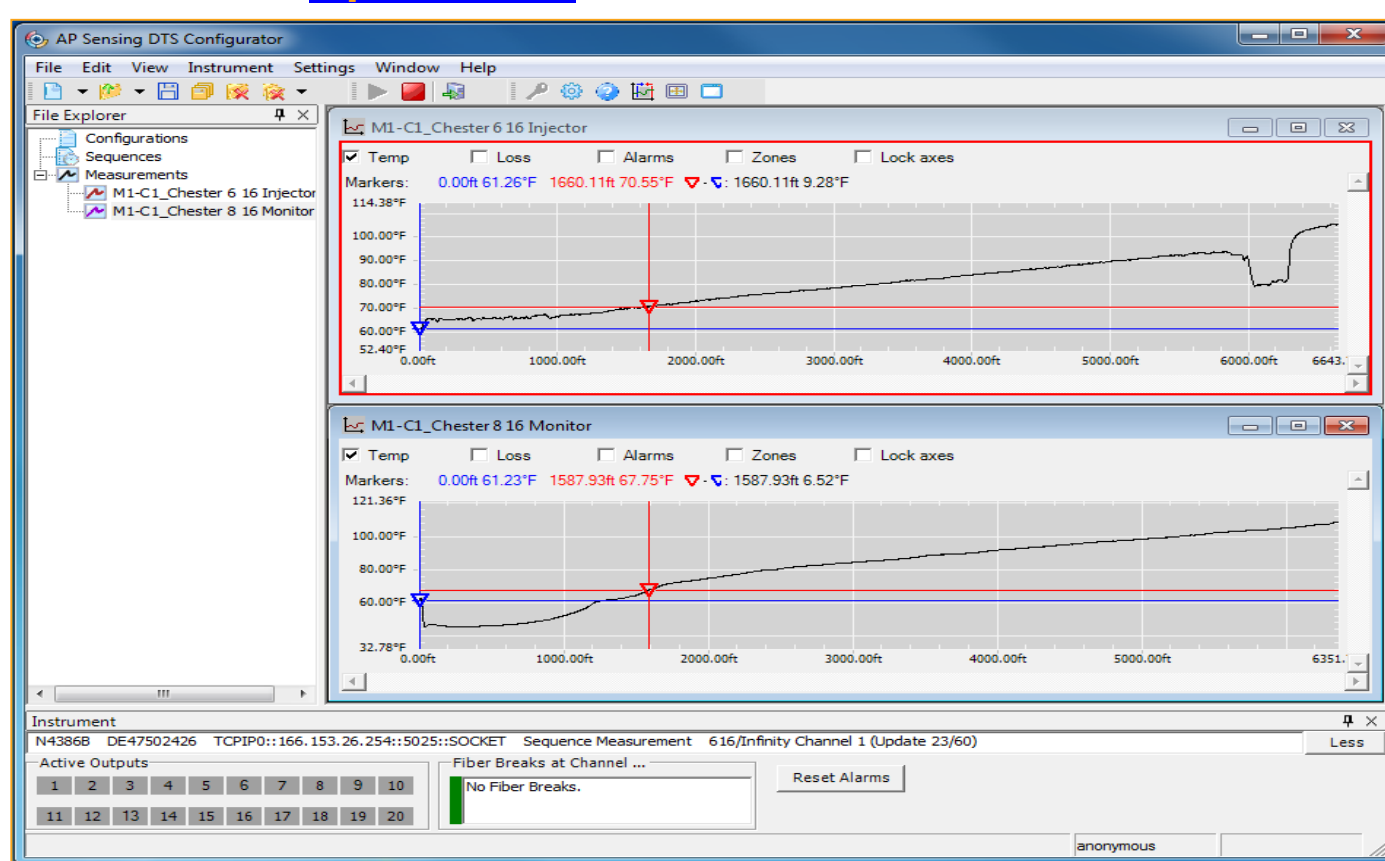 AP Sensing DTS Configurator
File Edit View Instrument Settings Window Help
File Explorer
Configurations
Sequences
Measurements
M1-C1_Chester 6 16 Injector
M1-C1_Chester 8 16 Monitor
M1-C1_Chester 6 16 Injector
Temp Loss Alarms Zones Lock axes
Markers: 0.00ft 61.26°F 1660.11ft 70.55°F - : 1660.11ft 9.28°F
114.38°F
100.00°F
90.00°F
80.00°F
70.00°F
60.00°F
52.40°F
0.00ft 1000.00ft 2000.00ft 3000.00ft 4000.00ft 5000.00ft 6000.00ft 6643.
M1-C1_Chester 8 16 Monitor
Temp Loss Alarms Zones Lock axes
Markers: 0.00ft 61.23°F 1587.93ft 67.75°F - : 1587.93ft 6.52°F
121.36°F
100.00°F
80.00°F
60.00°F
32.78°F
0.00ft 1000.00ft 2000.00ft 3000.00ft 4000.00ft 5000.00ft 6351.
Instrument
N4386B DE47502426 TCPIP0::166.153.26.254::5025::SOCKET Sequence Measurement 616/Infinity Channel 1 (Update 23/60)
Less
Active Outputs
1 2 3 4 5 6 7 8 9 10
11 12 13 14 15 16 17 18 19 20
Fiber Breaks at Channel ...
No Fiber Breaks.
Reset Alarms
anonymous